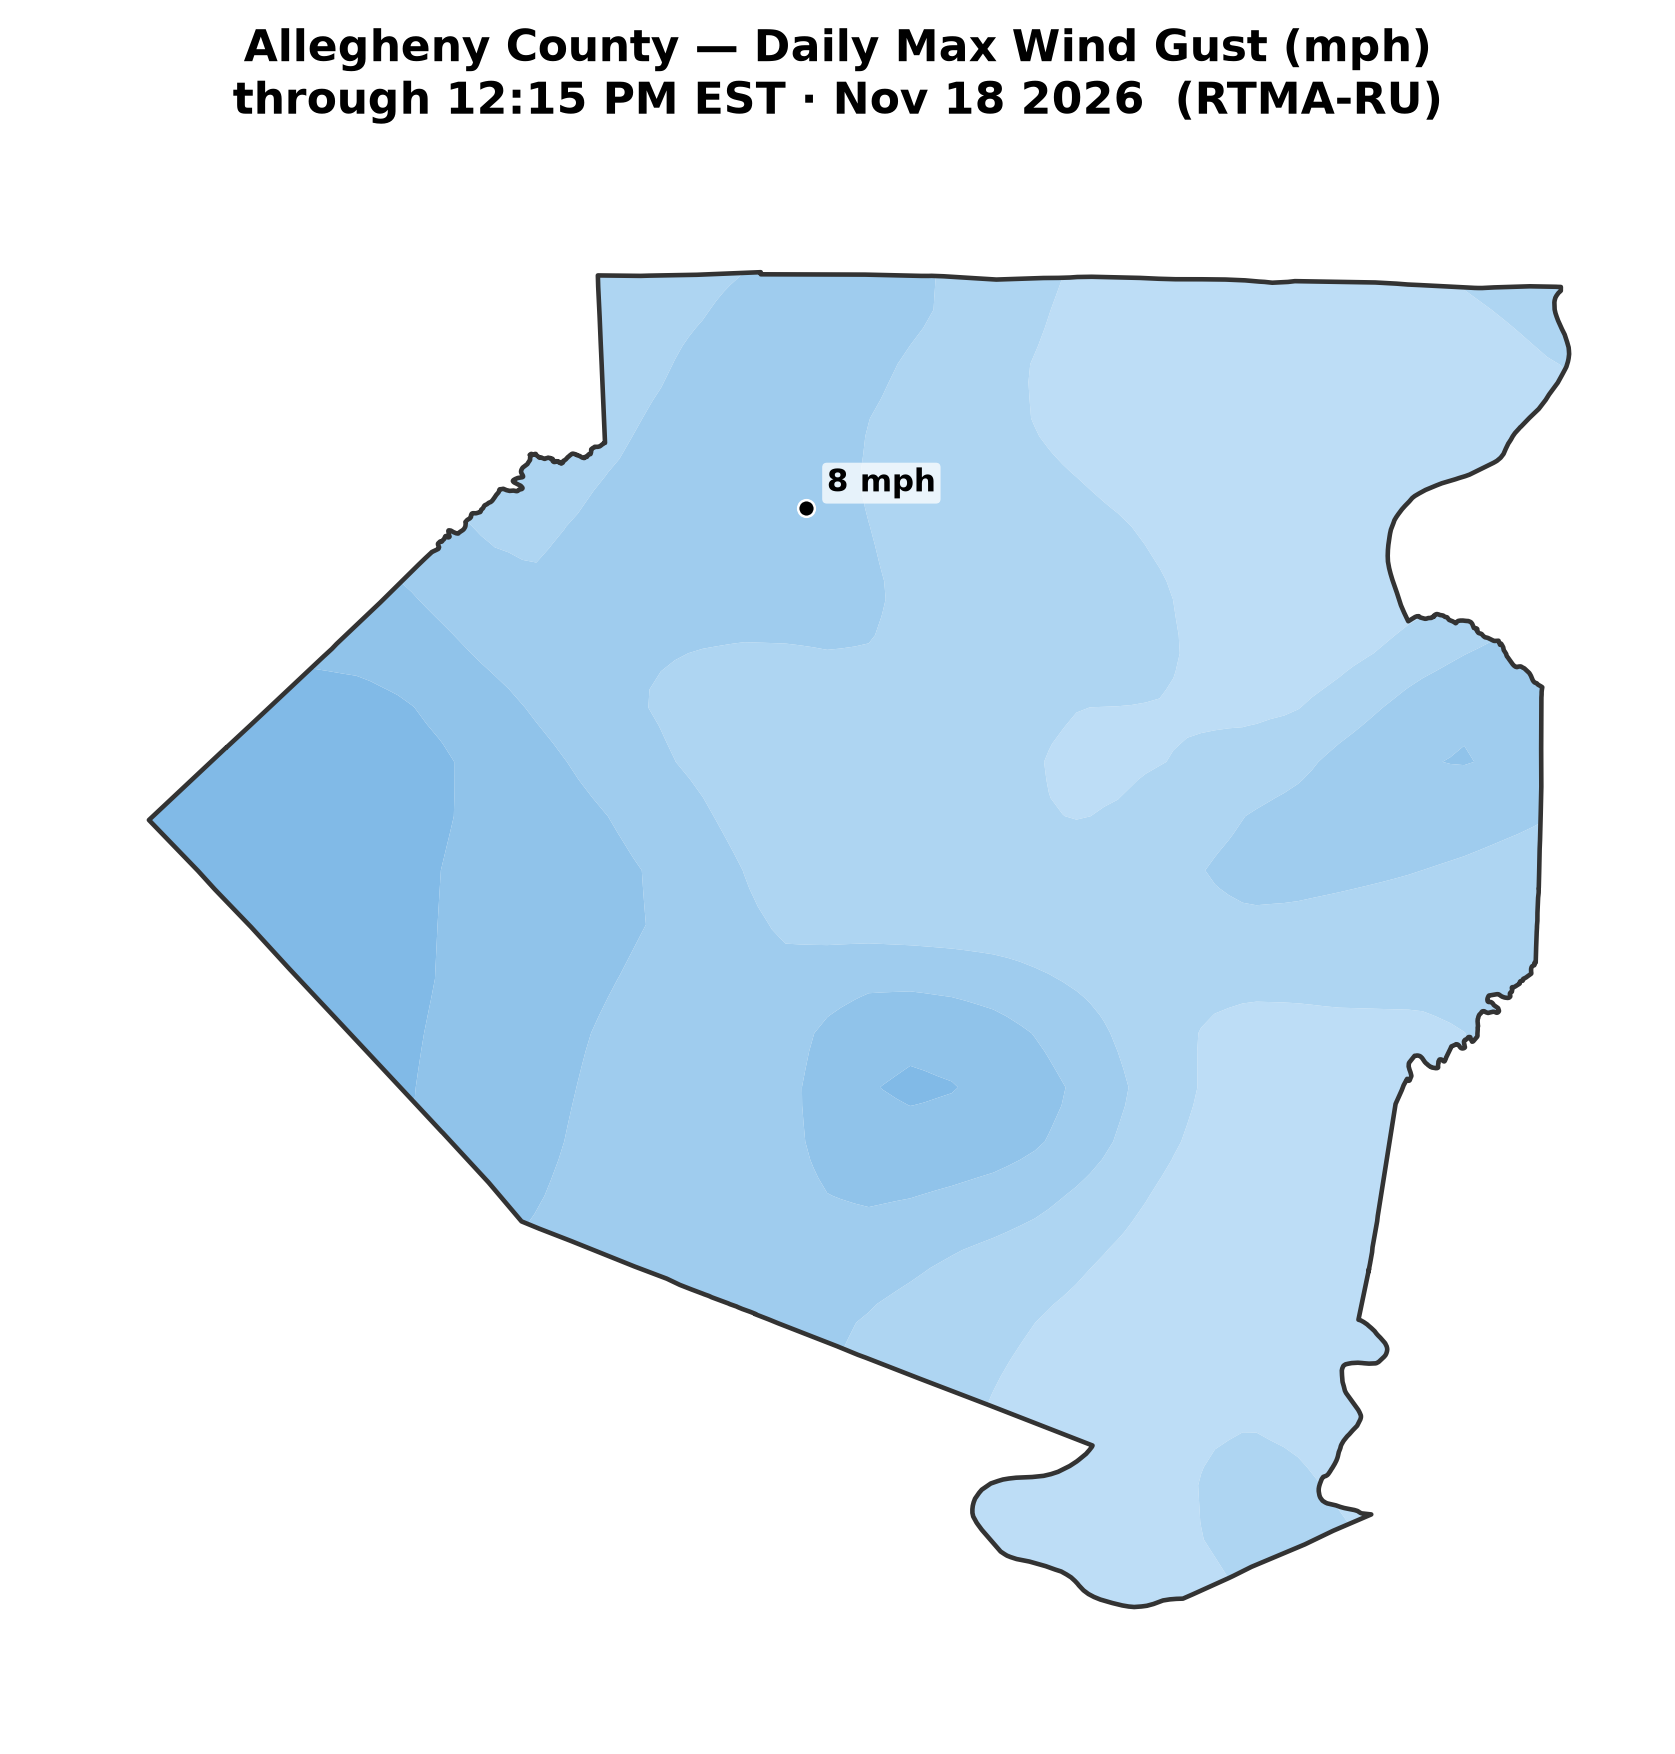 Allegheny County — Daily Max Wind Gust (mph)
through 12:15 PM EST · Nov 18 2026 (RTMA-RU)
8 mph